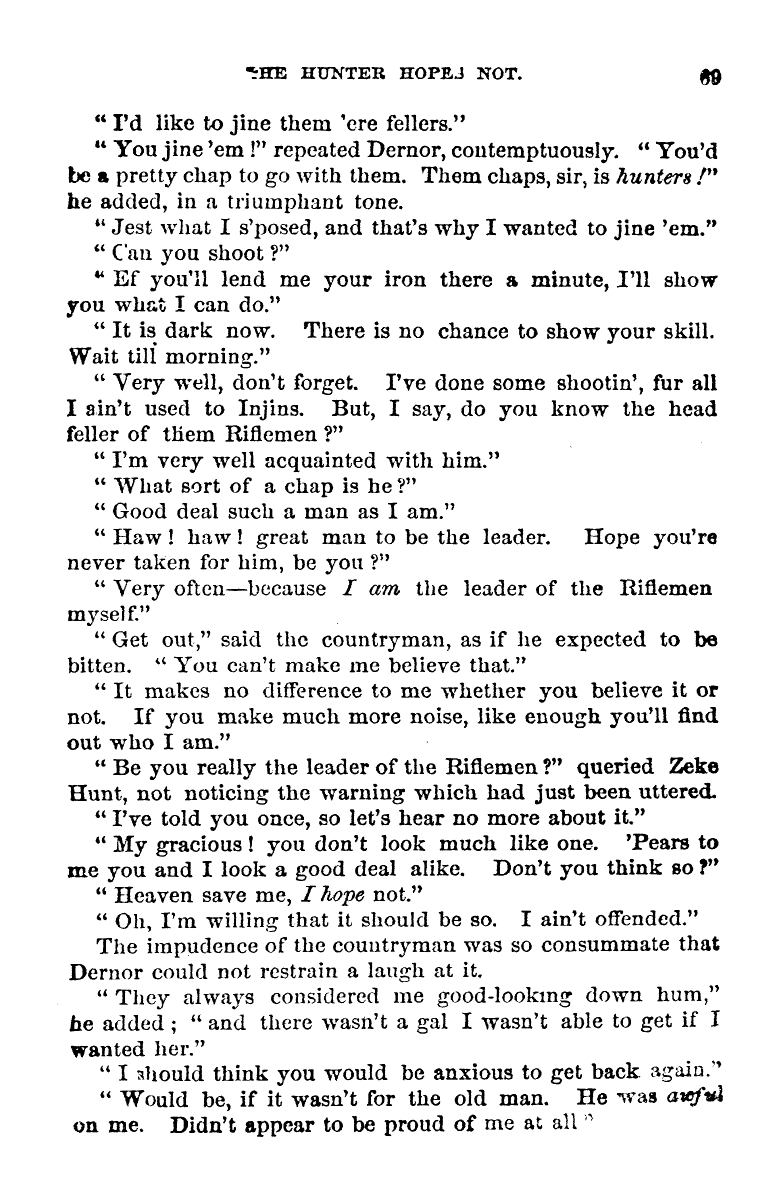 THE HUNTER HOPES NOT. 69
“ I’d like to jine them ’ere fellers.”
“ You jine ’em !” repeated Dernor, contemptuously. “ You’d
be a pretty chap to go with them. Them chaps, sir, is hunters !”
he added, in a triumphant tone.
“ Jest what I s’posed, and that’s why I wanted to jine ’em.”
“ Can you shoot ?”
“ Ef you’ll lend me your iron there a minute, I’ll show
you what I can do.”
“ It is dark now. There is no chance to show your skill.
Wait till morning.”
“ Very well, don’t forget. I’ve done some shootin’, fur all
I ain’t used to Injins. But, I say, do you know the head
feller of them Riflemen ?”
“ I’m very well acquainted with him.”
“ What sort of a chap is he ?”
“ Good deal such a man as I am.”
“ Haw ! haw ! great man to be the leader. Hope you’re
never taken for him, be you ?”
“ Very often—because I am the leader of the Riflemen
myself.”
“ Get out,” said the countryman, as if he expected to be
bitten. “ You can’t make me believe that.”
“ It makes no difference to me whether you believe it or
not. If you make much more noise, like enough you’ll find
out who I am.”
“ Be you really the leader of the Riflemen ?” queried Zeke
Hunt, not noticing the warning which had just been uttered.
“ I’ve told you once, so let’s hear no more about it.”
“ My gracious ! you don’t look much like one. ’Pears to
me you and I look a good deal alike. Don’t you think so ?”
“ Heaven save me, I hope not.”
“ Oh, I’m willing that it should be so. I ain’t offended.”
The impudence of the countryman was so consummate that
Dernor could not restrain a laugh at it.
“ They always considered me good-looking down hum,”
he added ; “ and there wasn’t a gal I wasn’t able to get if I
wanted her.”
“ I should think you would be anxious to get back again.”
“ Would be, if it wasn’t for the old man. He was awful
on me. Didn’t appear to be proud of me at all ”